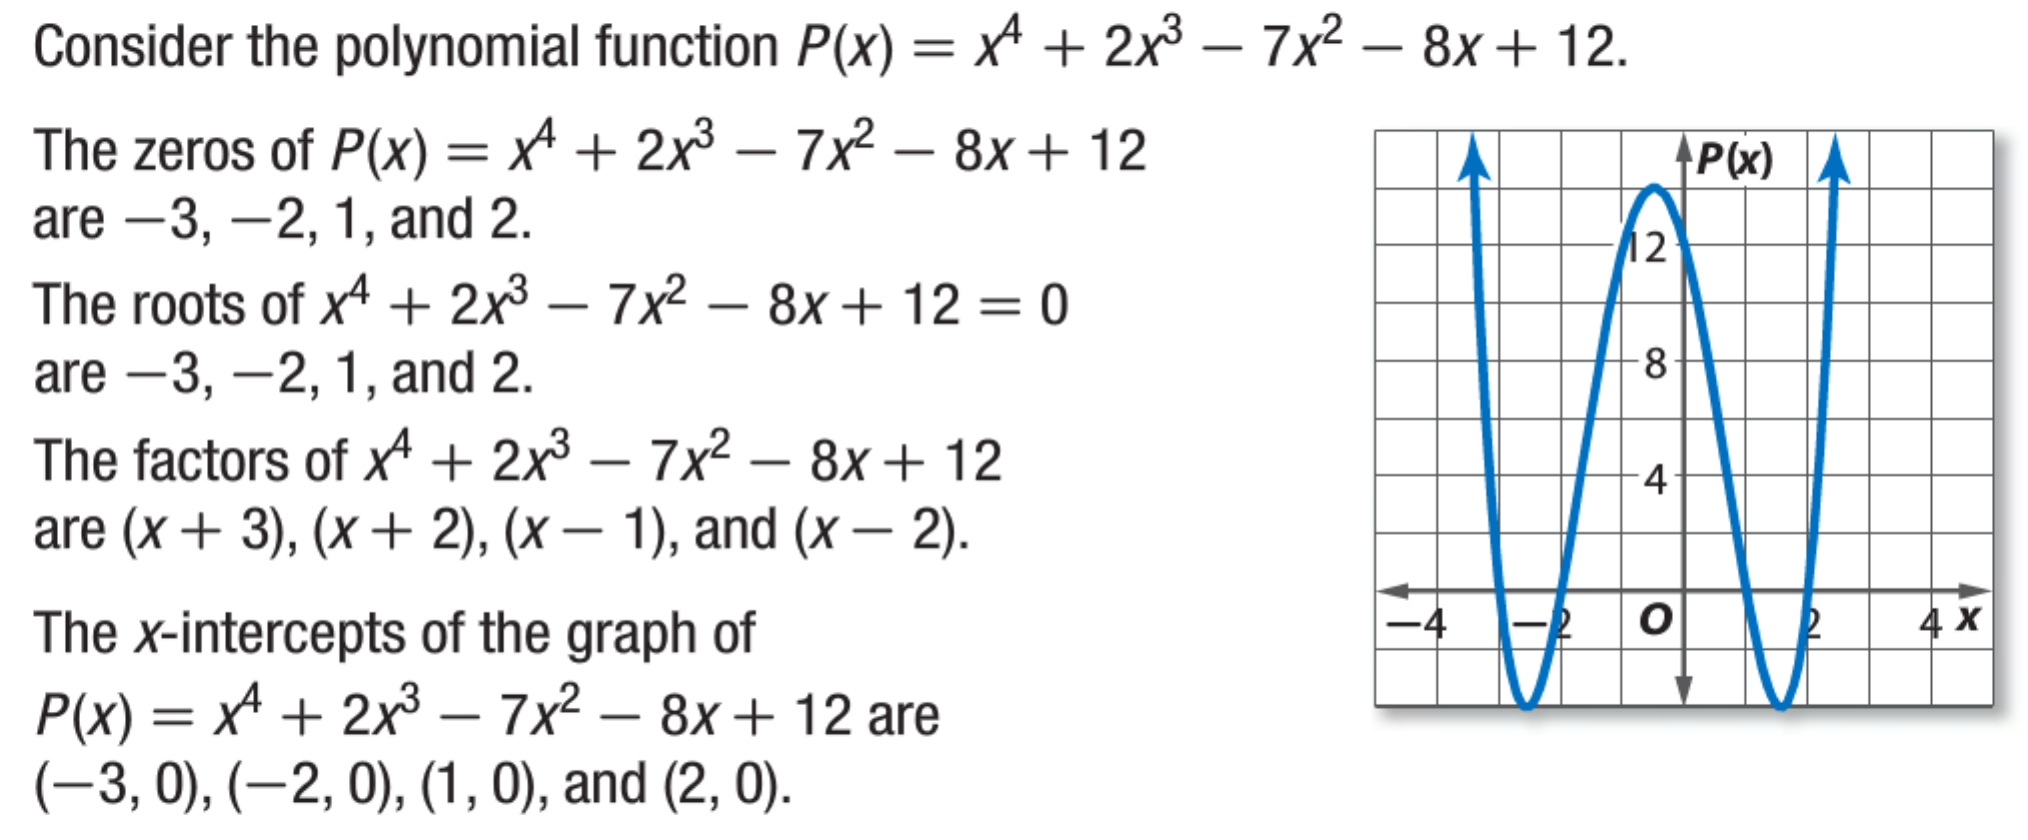 Consider the polynomial function P(x) = x⁴ + 2x³ − 7x² − 8x + 12.
The zeros of P(x) = x⁴ + 2x³ − 7x² − 8x + 12
are −3, −2, 1, and 2.
The roots of x⁴ + 2x³ − 7x² − 8x + 12 = 0
are −3, −2, 1, and 2.
The factors of x⁴ + 2x³ − 7x² − 8x + 12
are (x + 3), (x + 2), (x − 1), and (x − 2).
The x-intercepts of the graph of
P(x) = x⁴ + 2x³ − 7x² − 8x + 12 are
(−3, 0), (−2, 0), (1, 0), and (2, 0).
P(x)
12
8
4
−4 −2 O 2 4 x